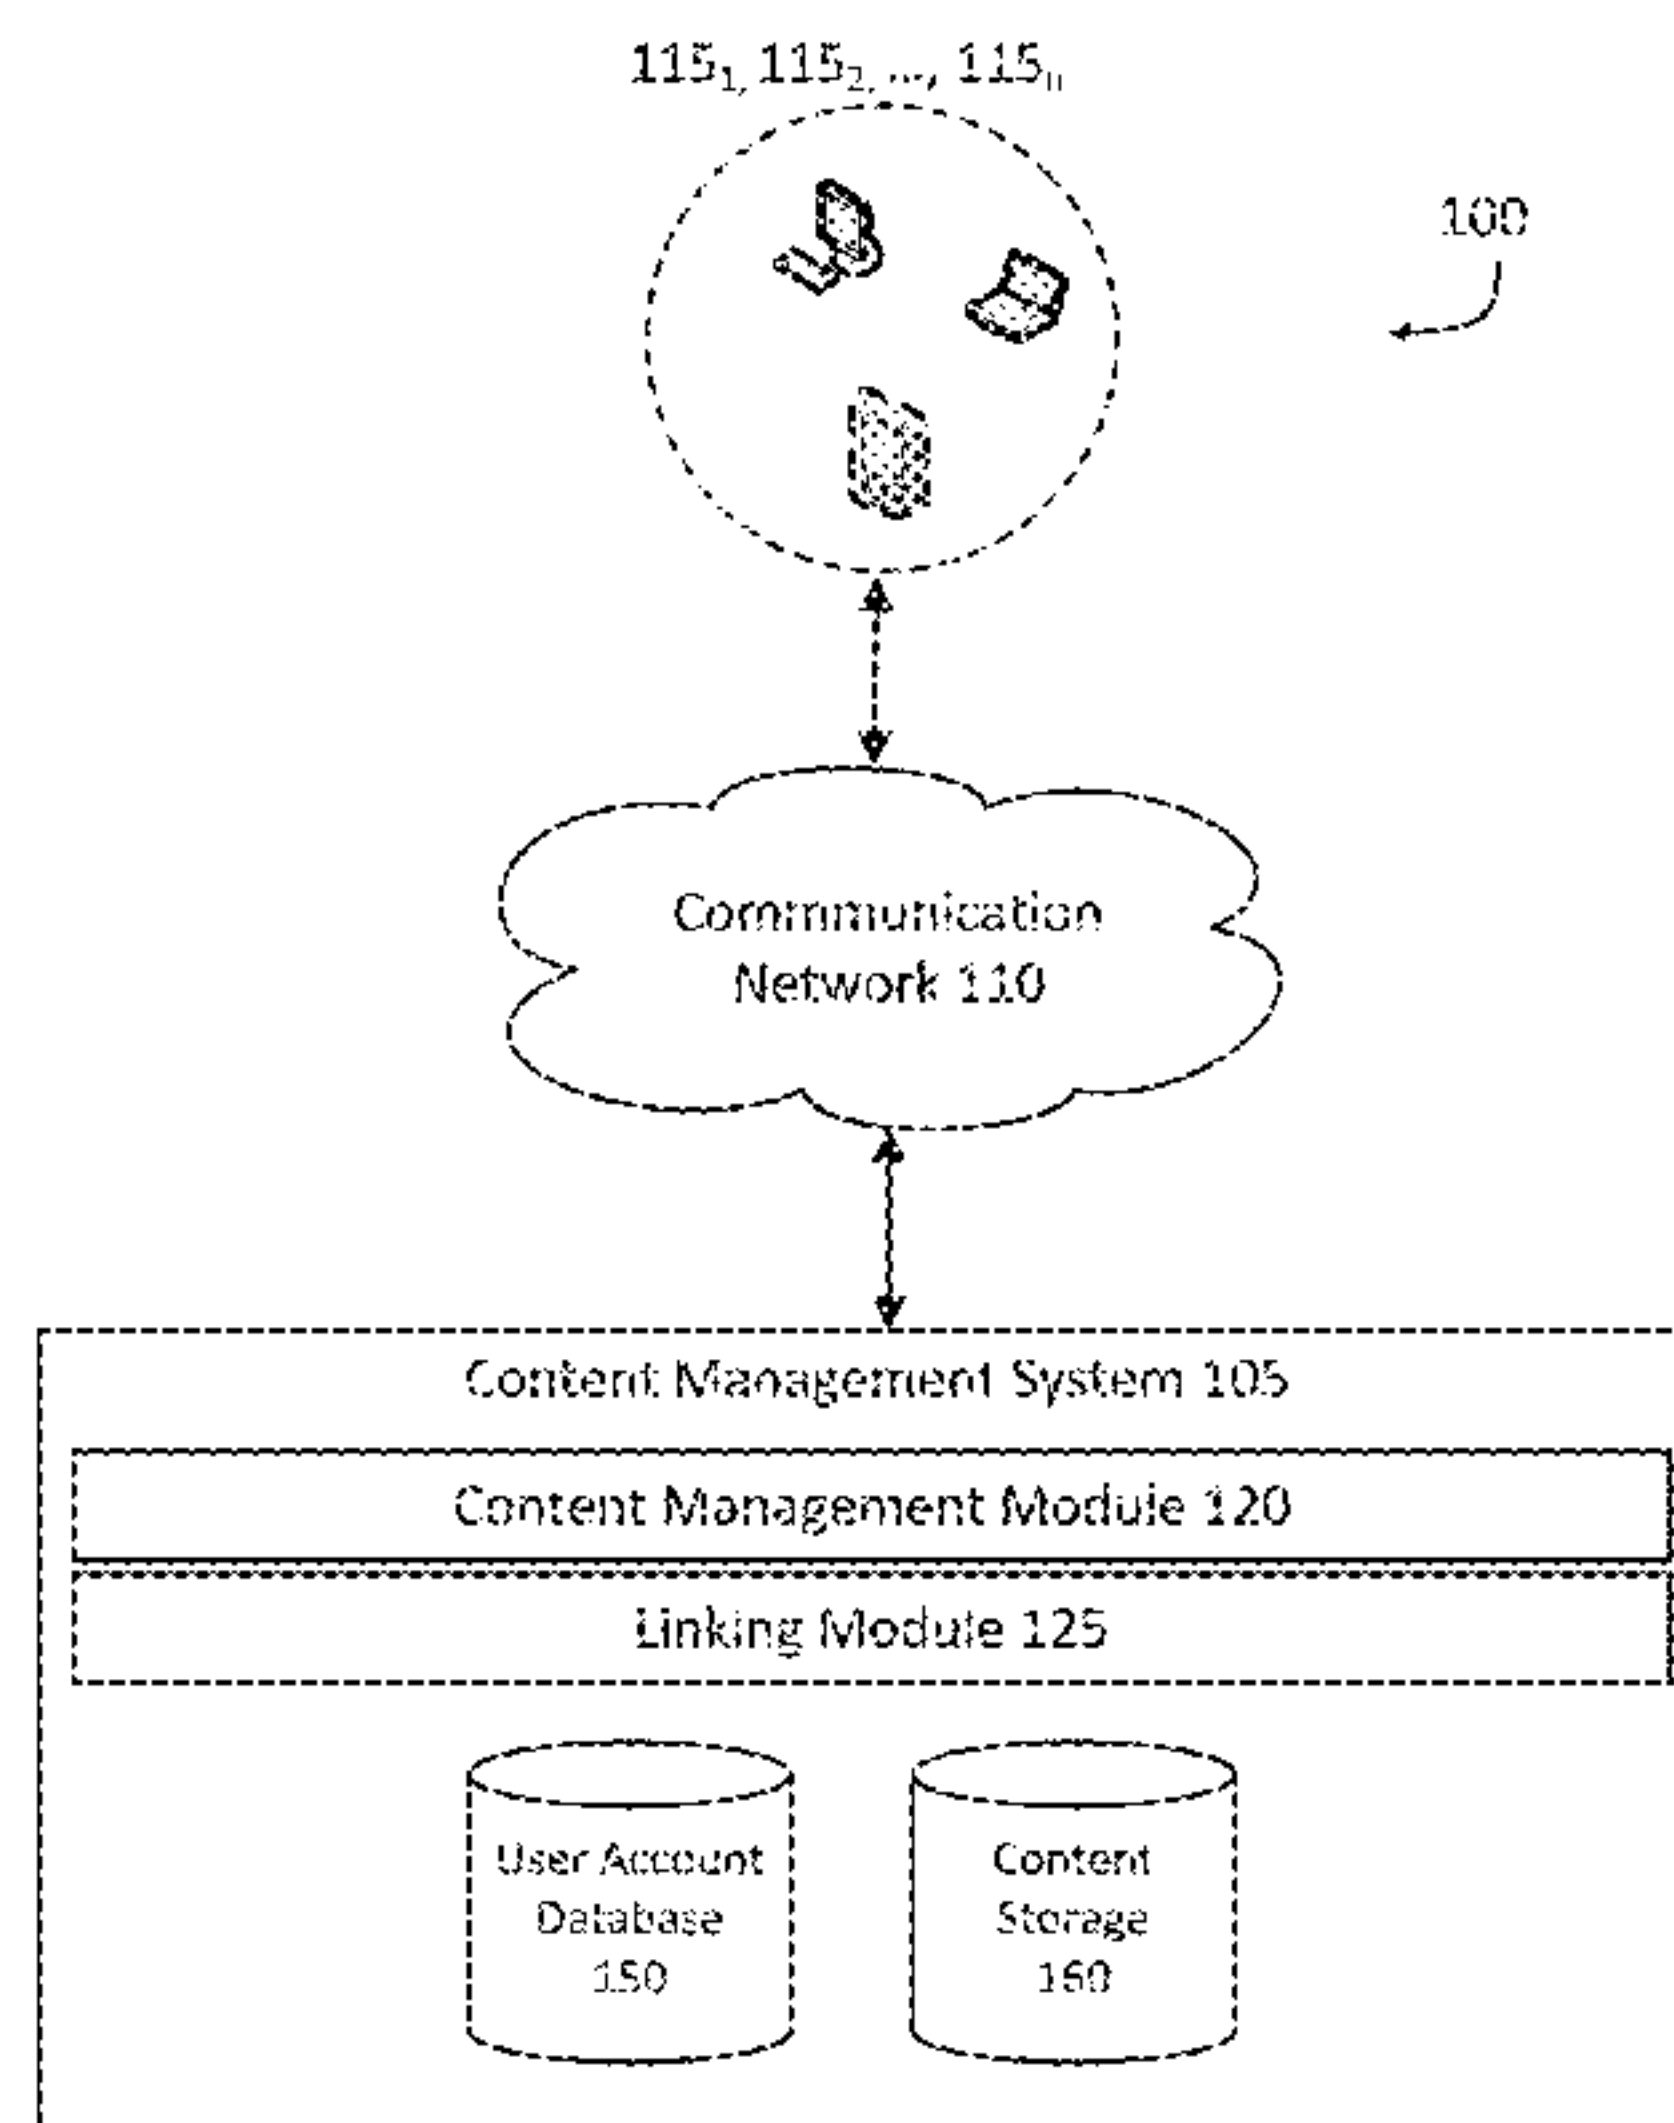 115₁, 115₂, ..., 115ₙ
100
Communication
Network 110
Content Management System 105
Content Management Module 120
Linking Module 125
User Account
Database
150
Content
Storage
160